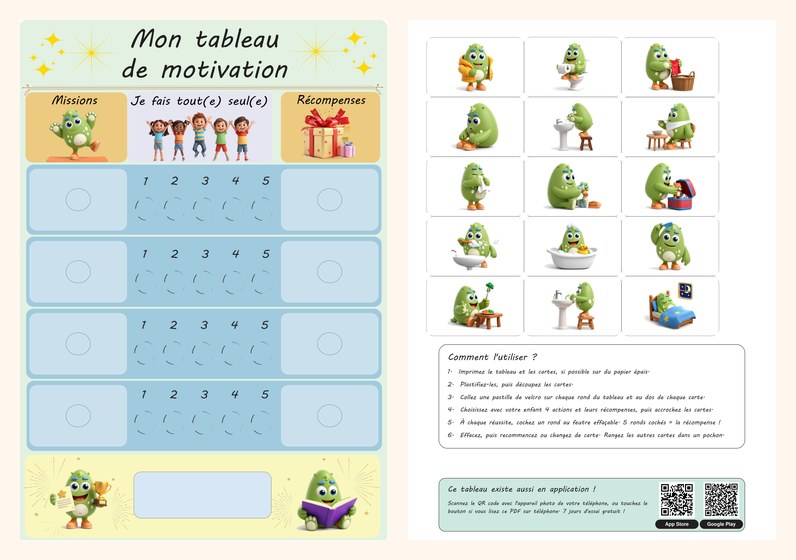 Mon tableau
de motivation
Missions
Je fais tout(e) seul(e)
Récompenses
1 2 3 4 5
1 2 3 4 5
1 2 3 4 5
1 2 3 4 5
Comment l'utiliser ?
1- Imprimez le tableau et les cartes, si possible sur du papier épais.
2- Plastifiez-les, puis découpez les cartes.
3- Collez une pastille de velcro sur chaque rond du tableau et au dos de chaque carte.
4- Choisissez avec votre enfant 4 actions et leurs récompenses, puis accrochez les cartes.
5- À chaque réussite, cochez un rond au feutre effaçable. 5 ronds cochés = la récompense !
6- Effacez, puis recommencez ou changez de carte. Rangez les autres cartes dans un pochon.
Ce tableau existe aussi en application !
Scannez le QR code avec l'appareil photo de votre téléphone, ou touchez le
bouton si vous lisez ce PDF sur téléphone. 7 jours d'essai gratuit !
App Store
Google Play